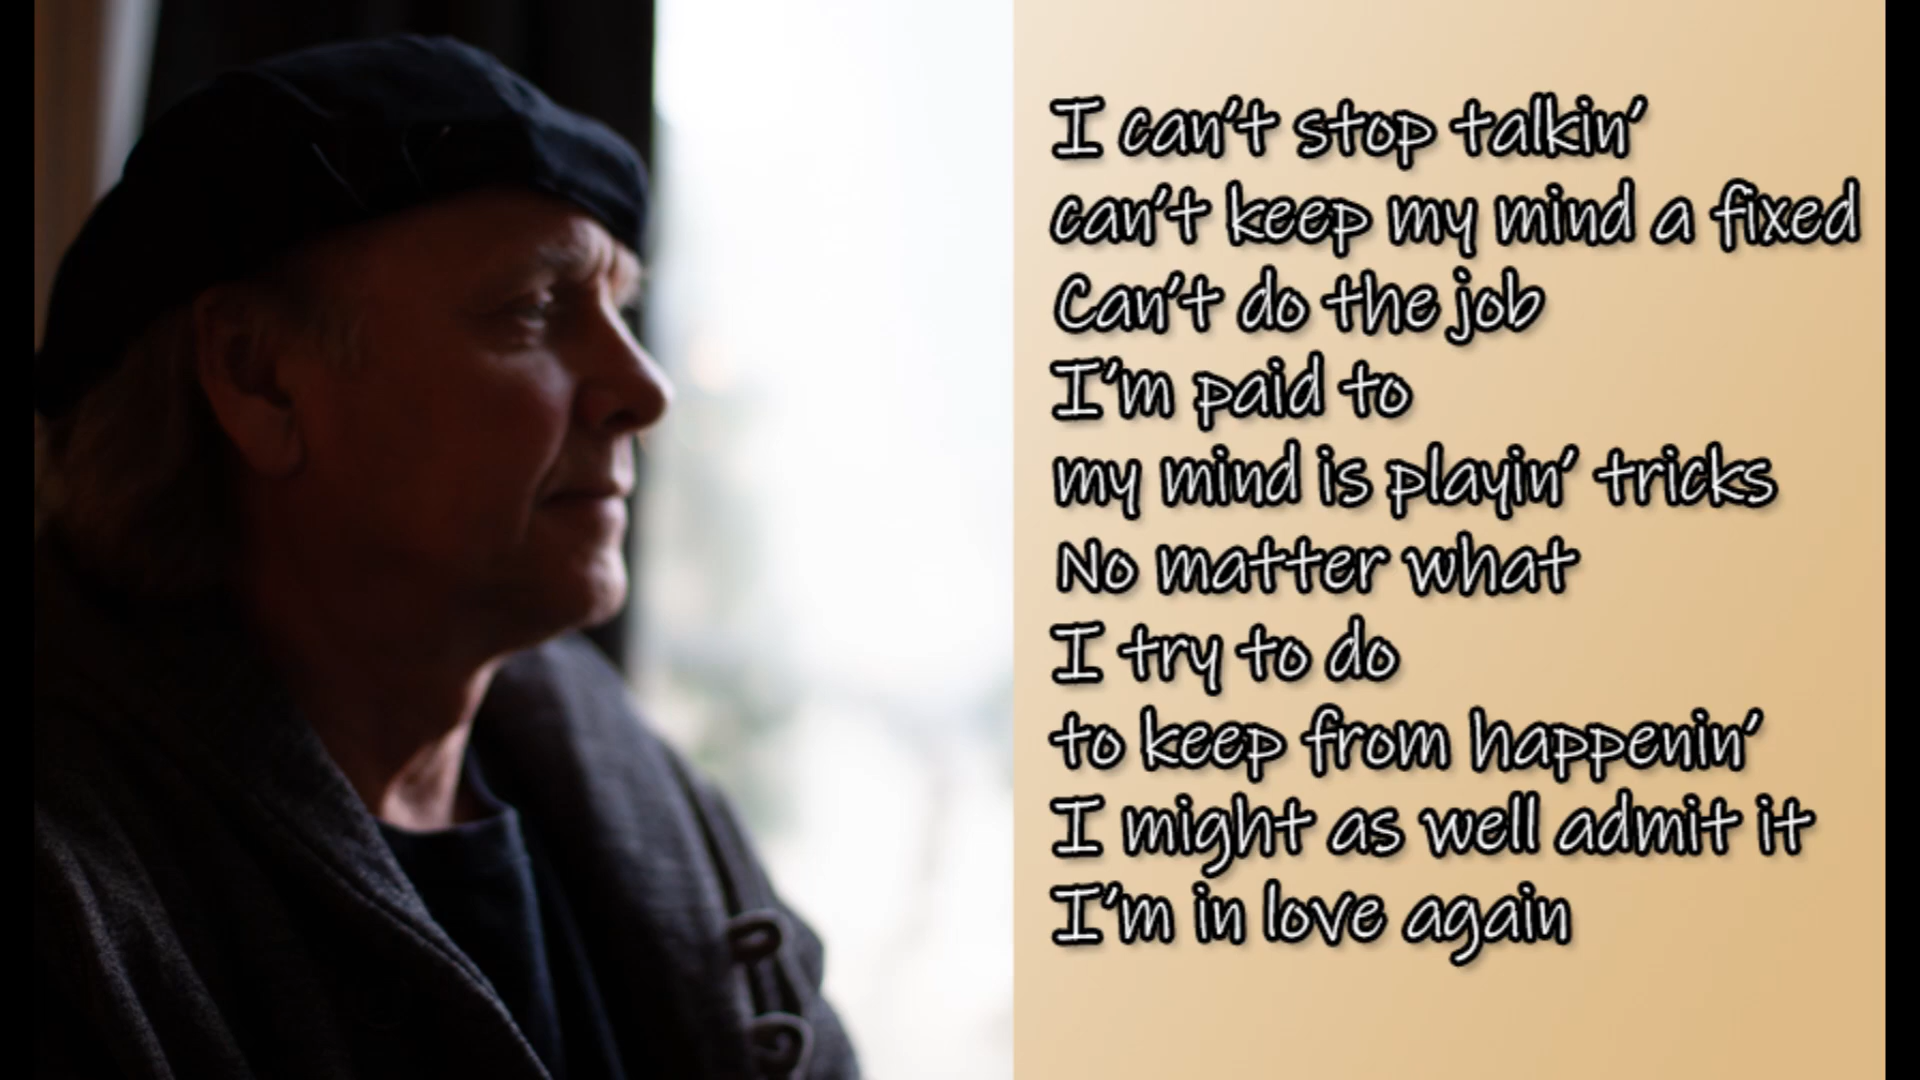 I can't stop talkin'
can't keep my mind a fixed
Can't do the job
I'm paid to
my mind is playin' tricks
No matter what
I try to do
to keep from happenin'
I might as well admit it
I'm in love again